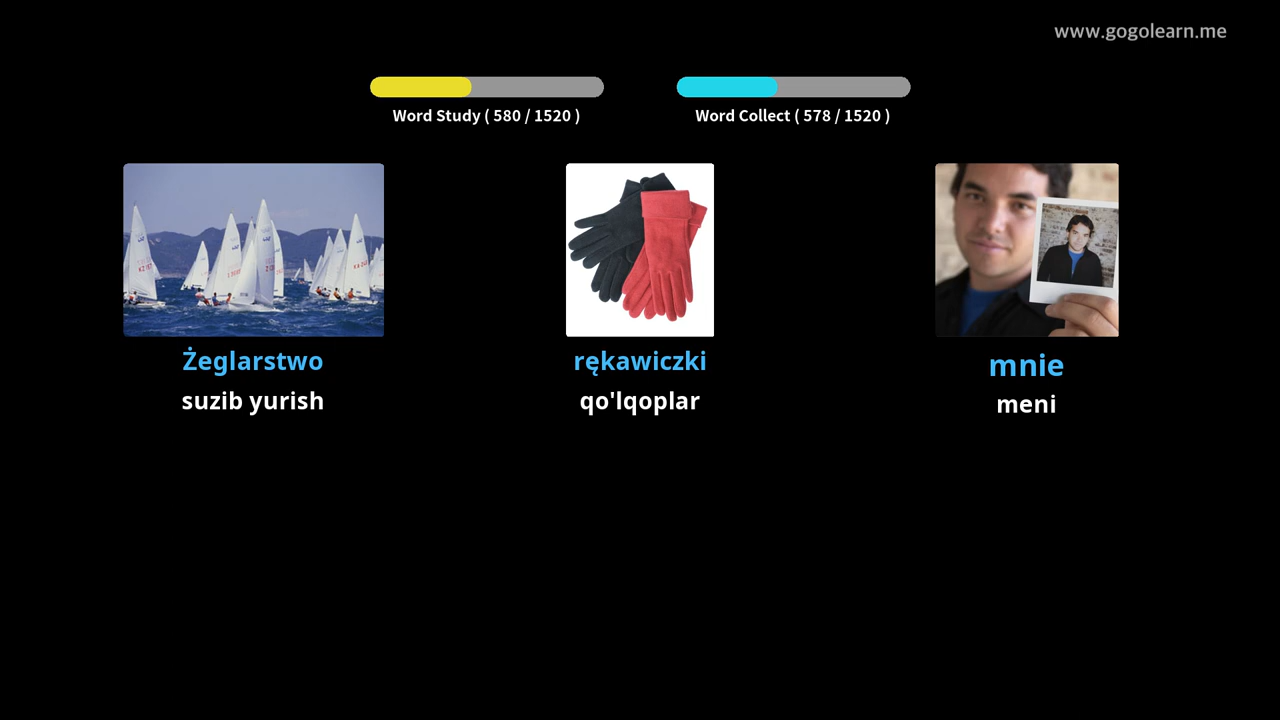 www.gogolearn.me
Word Study ( 580 / 1520 )
Word Collect ( 578 / 1520 )
Żeglarstwo
rękawiczki
mnie
suzib yurish
qo'lqoplar
meni